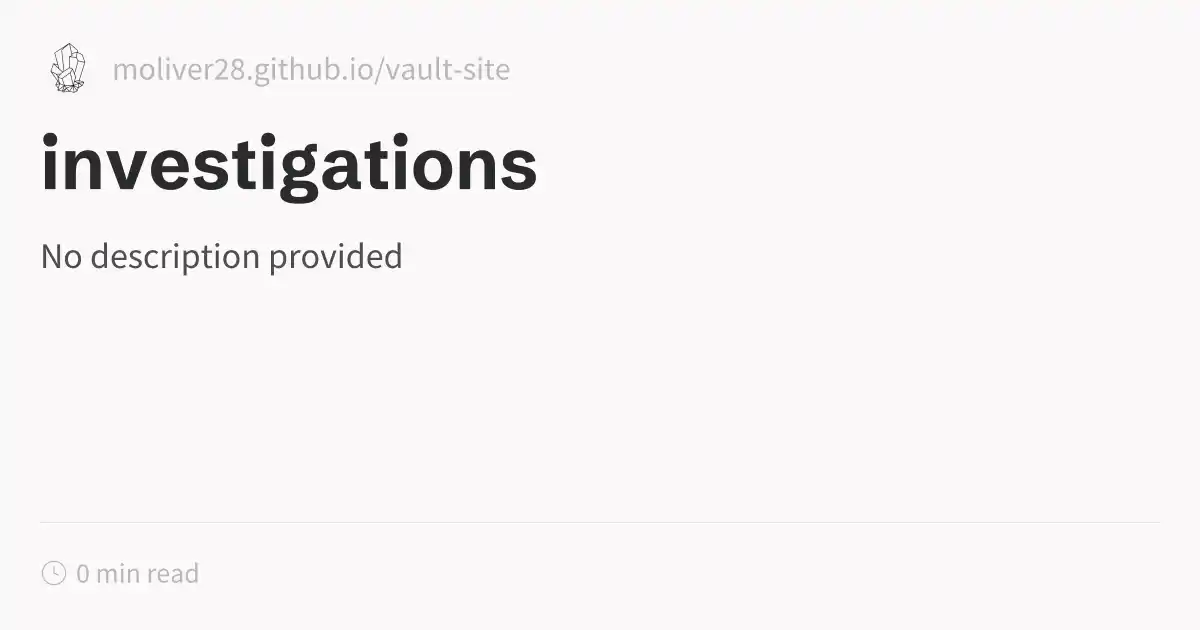 moliver28.github.io/vault-site
investigations
No description provided
0 min read